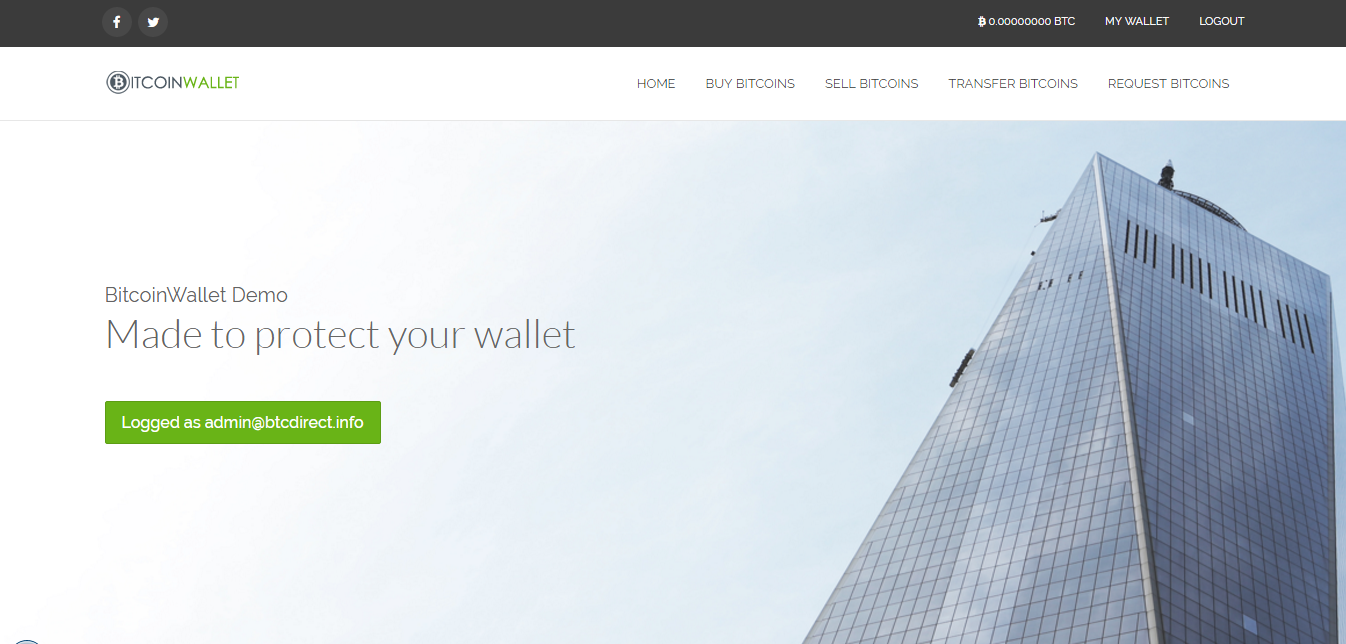 ₿ 0.00000000 BTC MY WALLET LOGOUT
BITCOINWALLET
HOME BUY BITCOINS SELL BITCOINS TRANSFER BITCOINS REQUEST BITCOINS
BitcoinWallet Demo
Made to protect your wallet
Logged as admin@btcdirect.info